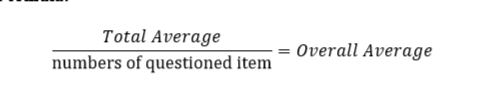 Total Average
numbers of questioned item
= Overall Average